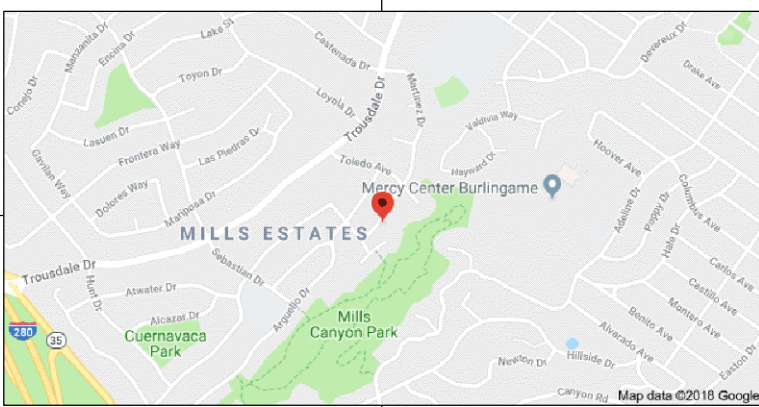 Manzanita Dr
Encina Dr
Lake St
Castenada Dr
Devereux Dr
Conejo Dr
Toyon Dr
Drake Ave
Loyola Dr
Trousdale Dr
Martinez Dr
Lasuen Dr
Valdivia Way
Frontera Way
Hoover Ave
Las Piedras Dr
Gavilan Way
Toledo Ave
Hayward Dr
Dolores Way
Mercy Center Burlingame
Columbus Ave
Mariposa Dr
Adeline Dr
Poppy Dr
MILLS ESTATES
Hale Dr
Trousdale Dr
Sebastian Dr
Carlos Ave
Hunt Dr
Atwater Dr
Castillo Ave
Arguello Dr
Montero Ave
Alcazar Dr
Mills
Canyon Park
Benito Ave
280
35
Cuernavaca
Park
Alvarado Ave
Newton Dr
Hillside Dr
Easton Dr
Canyon Rd
Map data ©2018 Google